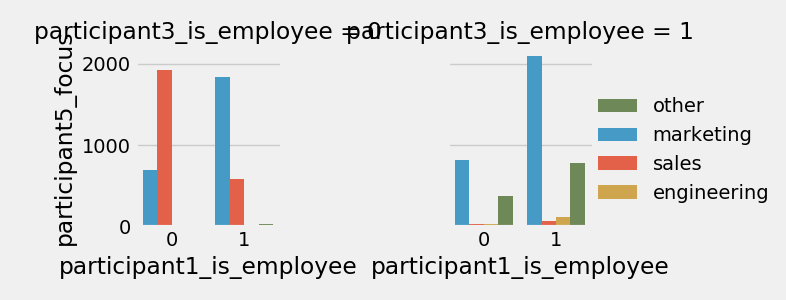 participant3_is_employee = 0
participant3_is_employee = 1
participant5_focus
2000
1000
0
0 1
0 1
participant1_is_employee
participant1_is_employee
other
marketing
sales
engineering